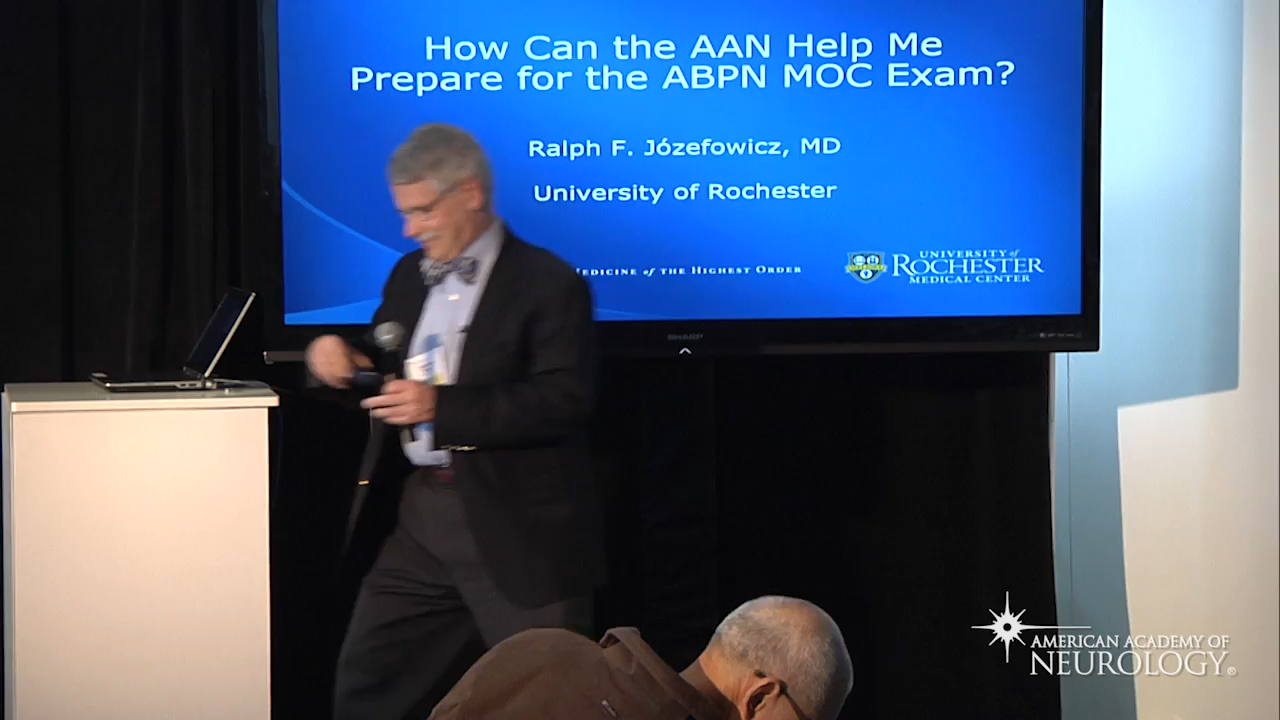 How Can the AAN Help Me
Prepare for the ABPN MOC Exam?
Ralph F. Józefowicz, MD
University of Rochester
EDICINE of THE HIGHEST ORDER
UNIVERSITY of
ROCHESTER
MEDICAL CENTER
SHARP
AMERICAN ACADEMY OF
NEUROLOGY®